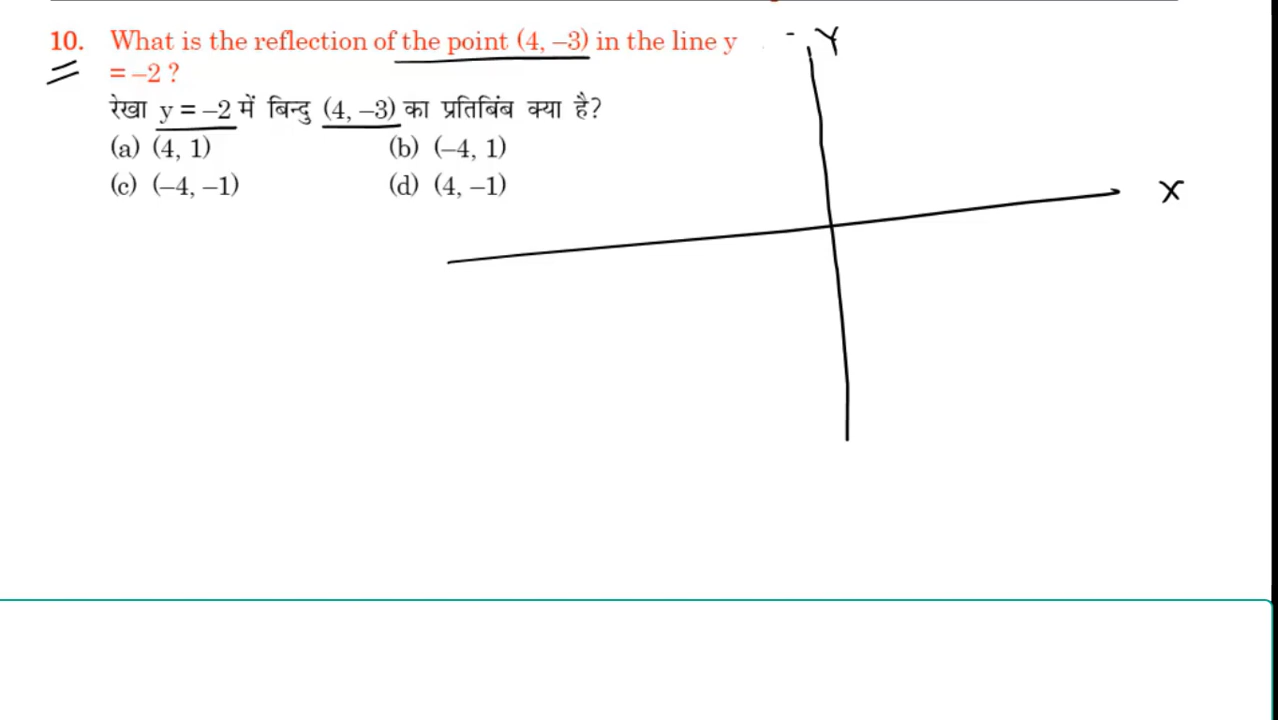 10. What is the reflection of the point (4, –3) in the line y
= –2 ?
रेखा y = –2 में बिन्दु (4, –3) का प्रतिबिंब क्या है?
(a) (4, 1) (b) (–4, 1)
(c) (–4, –1) (d) (4, –1)
Y
X